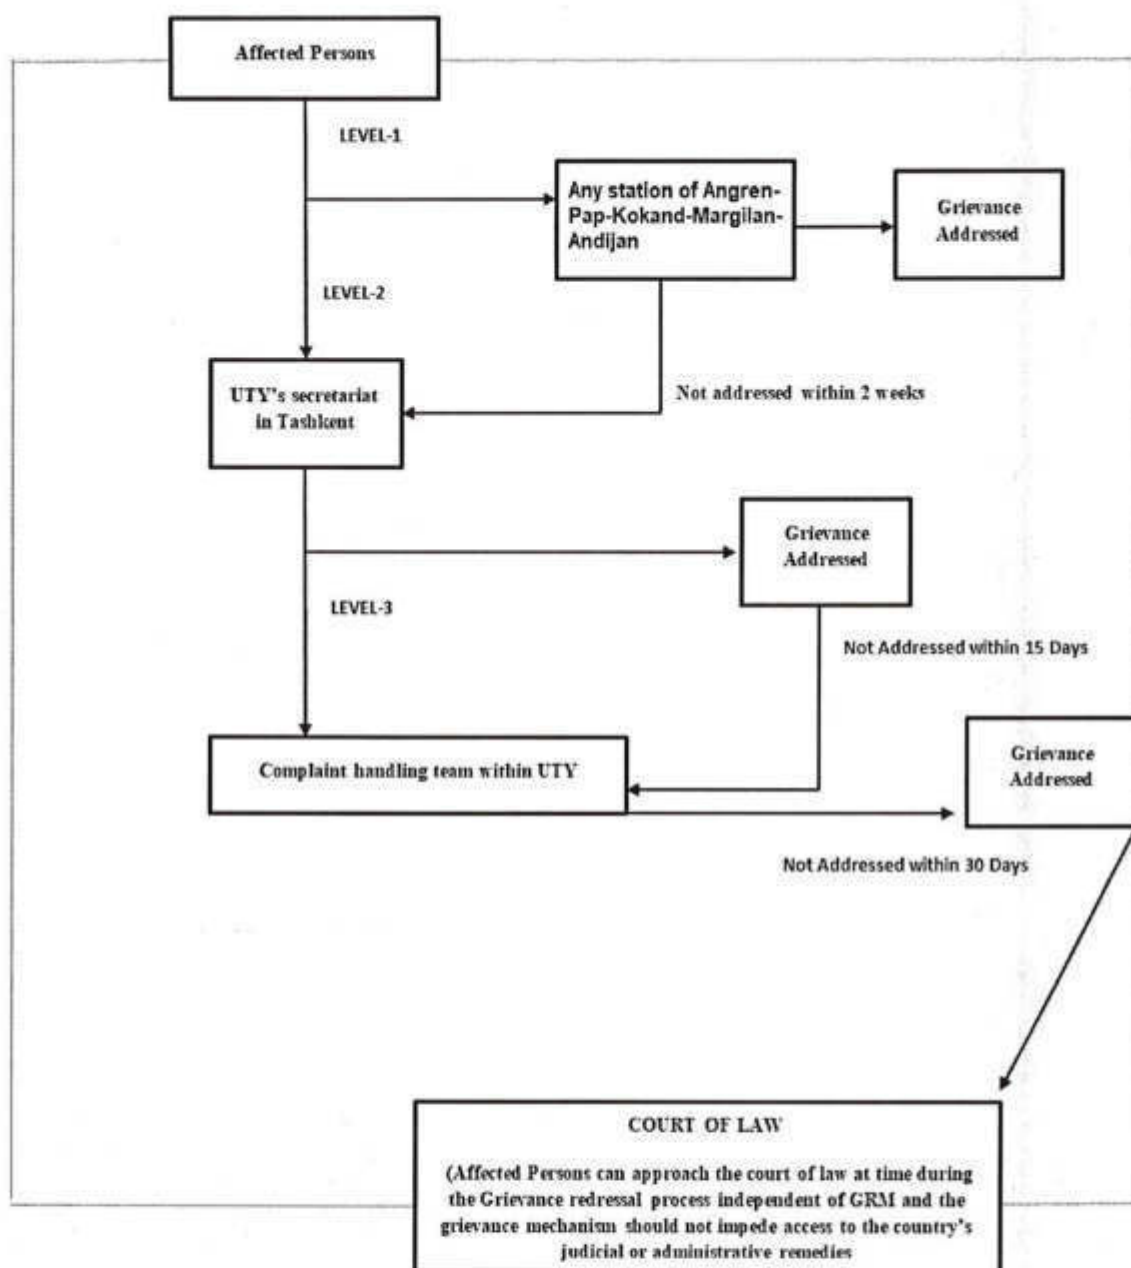 Affected Persons
LEVEL-1
Any station of Angren-
Pap-Kokand-Margilan-
Andijan
Grievance
Addressed
LEVEL-2
UTY's secretariat
in Tashkent
Not addressed within 2 weeks
Grievance
Addressed
LEVEL-3
Not Addressed within 15 Days
Complaint handling team within UTY
Grievance
Addressed
Not Addressed within 30 Days
COURT OF LAW
(Affected Persons can approach the court of law at time during
the Grievance redressal process independent of GRM and the
grievance mechanism should not impede access to the country's
judicial or administrative remedies